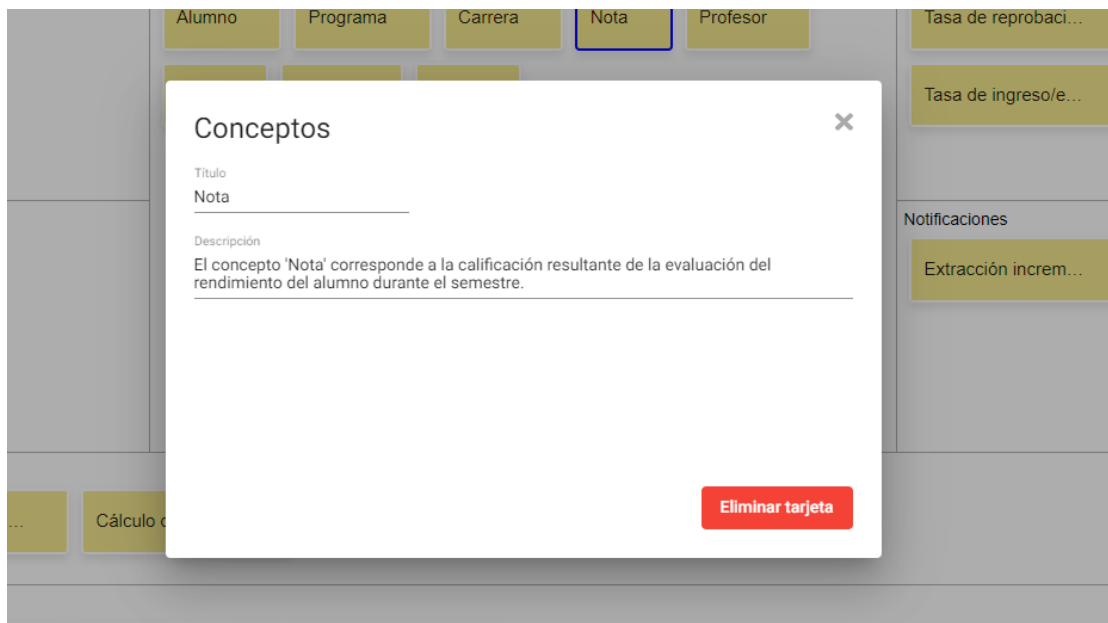 Alumno Programa Carrera Nota Profesor Tasa de reprobaci...
Tasa de ingreso/e...
Conceptos
Título
Nota
Descripción
El concepto 'Nota' corresponde a la calificación resultante de la evaluación del
rendimiento del alumno durante el semestre.
Notificaciones
Extracción increm...
Eliminar tarjeta
... Cálculo